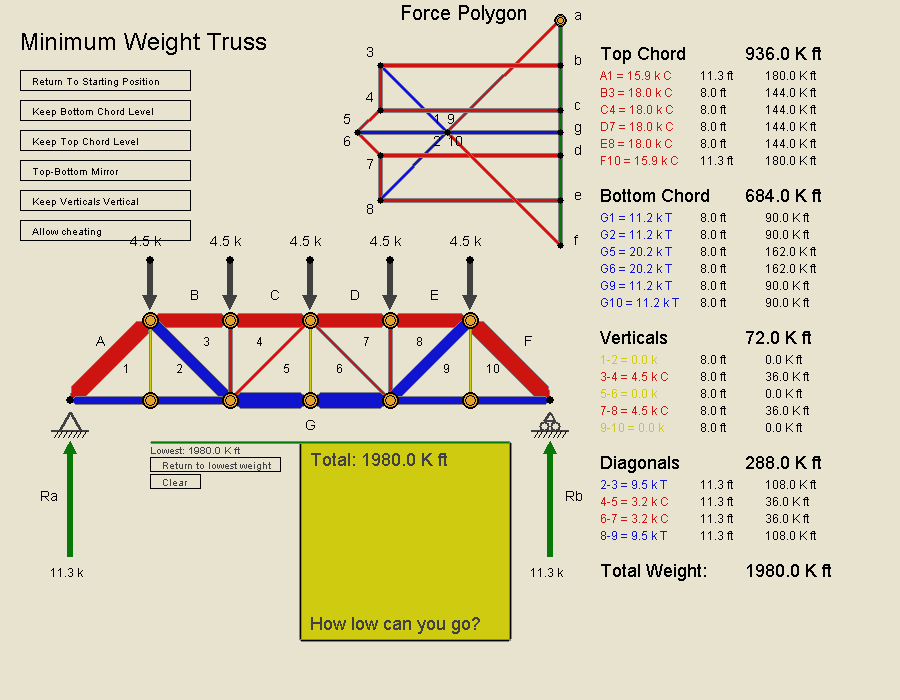 Force Polygon
Minimum Weight Truss
Return To Starting Position
Keep Bottom Chord Level
Keep Top Chord Level
Top-Bottom Mirror
Keep Verticals Vertical
Allow cheating
a
b
c
g
d
e
f
3
4
5
6
7
8
1 9
2 10
4.5 k 4.5 k 4.5 k 4.5 k 4.5 k
B C D E
A F
3 4 7 8
1 2 5 6 9 10
G
Ra
Rb
11.3 k
11.3 k
Lowest: 1980.0 K ft
Return to lowest weight
Clear
Total: 1980.0 K ft
How low can you go?
Top Chord 936.0 K ft
A1 = 15.9 k C 11.3 ft 180.0 K ft
B3 = 18.0 k C 8.0 ft 144.0 K ft
C4 = 18.0 k C 8.0 ft 144.0 K ft
D7 = 18.0 k C 8.0 ft 144.0 K ft
E8 = 18.0 k C 8.0 ft 144.0 K ft
F10 = 15.9 k C 11.3 ft 180.0 K ft
Bottom Chord 684.0 K ft
G1 = 11.2 k T 8.0 ft 90.0 K ft
G2 = 11.2 k T 8.0 ft 90.0 K ft
G5 = 20.2 k T 8.0 ft 162.0 K ft
G6 = 20.2 k T 8.0 ft 162.0 K ft
G9 = 11.2 k T 8.0 ft 90.0 K ft
G10 = 11.2 k T 8.0 ft 90.0 K ft
Verticals 72.0 K ft
1-2 = 0.0 k 8.0 ft 0.0 K ft
3-4 = 4.5 k C 8.0 ft 36.0 K ft
5-6 = 0.0 k 8.0 ft 0.0 K ft
7-8 = 4.5 k C 8.0 ft 36.0 K ft
9-10 = 0.0 k 8.0 ft 0.0 K ft
Diagonals 288.0 K ft
2-3 = 9.5 k T 11.3 ft 108.0 K ft
4-5 = 3.2 k C 11.3 ft 36.0 K ft
6-7 = 3.2 k C 11.3 ft 36.0 K ft
8-9 = 9.5 k T 11.3 ft 108.0 K ft
Total Weight: 1980.0 K ft